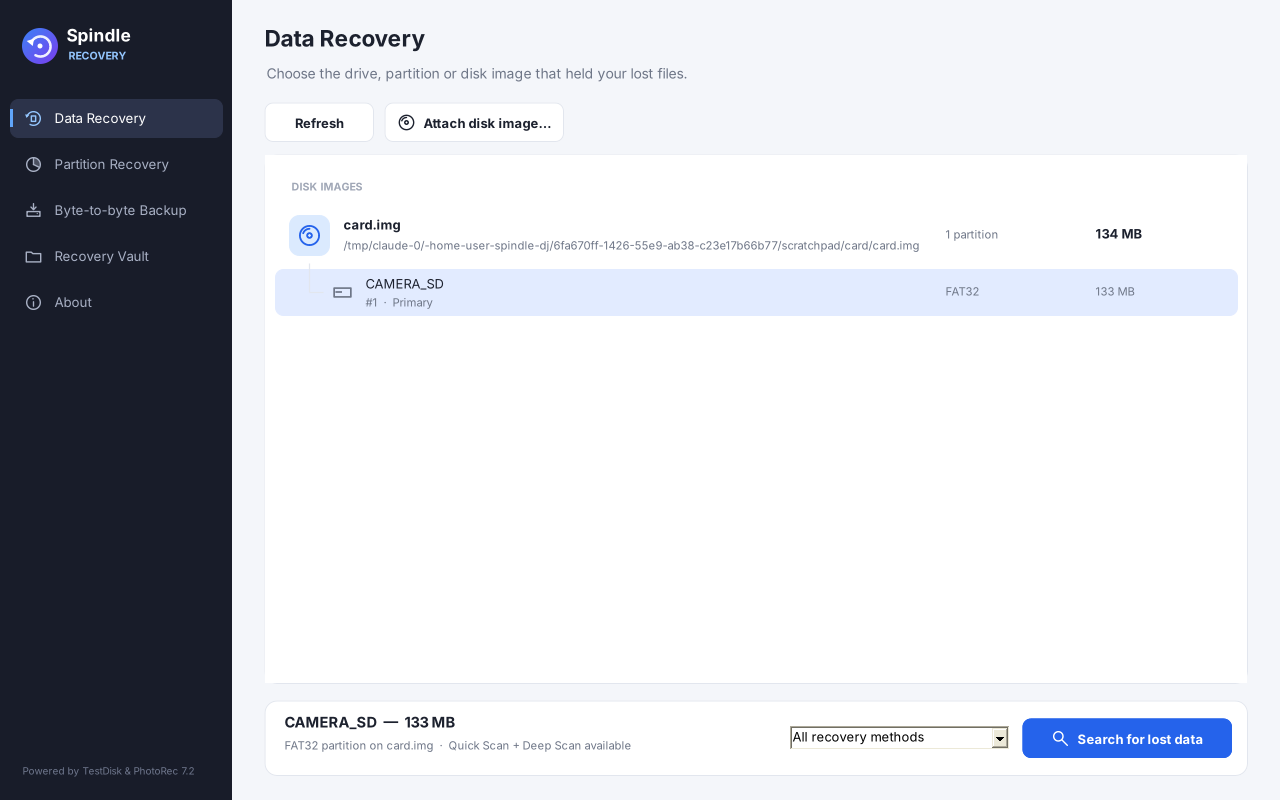 Spindle
RECOVERY
Data Recovery
Partition Recovery
Byte-to-byte Backup
Recovery Vault
About
Powered by TestDisk & PhotoRec 7.2
Data Recovery
Choose the drive, partition or disk image that held your lost files.
Refresh
Attach disk image...
DISK IMAGES
card.img
/tmp/claude-0/-home-user-spindle-dj/6fa670ff-1426-55e9-ab38-c23e17b66b77/scratchpad/card/card.img
1 partition
134 MB
CAMERA_SD
#1 · Primary
FAT32
133 MB
CAMERA_SD — 133 MB
FAT32 partition on card.img · Quick Scan + Deep Scan available
All recovery methods
Search for lost data